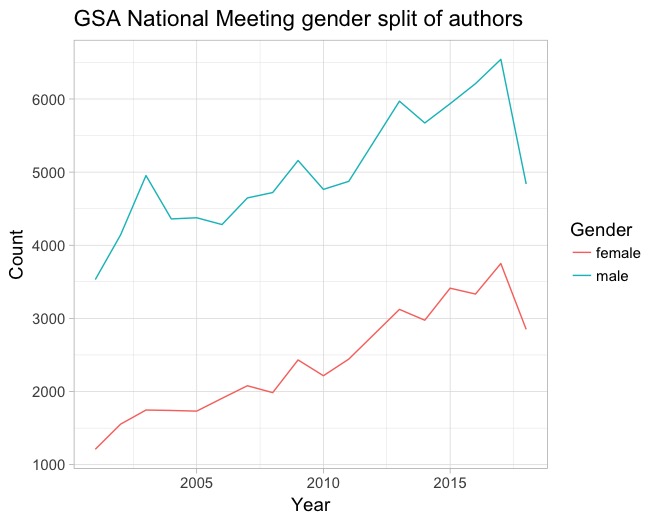 GSA National Meeting gender split of authors
6000
5000
4000
3000
2000
1000
Count
2005 2010 2015
Year
Gender
female
male